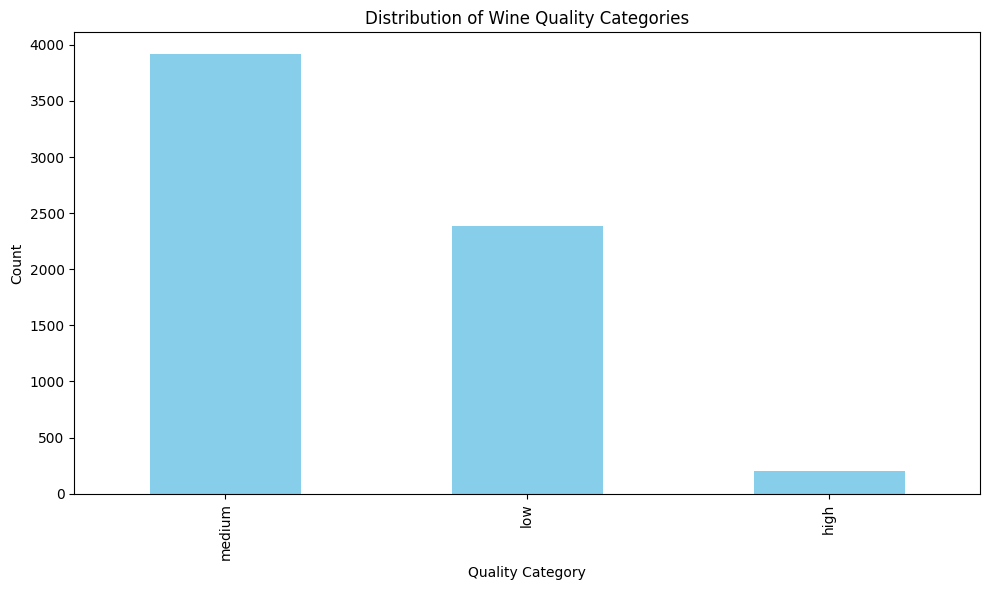 Distribution of Wine Quality Categories
Count
4000
3500
3000
2500
2000
1500
1000
500
0
medium
low
high
Quality Category